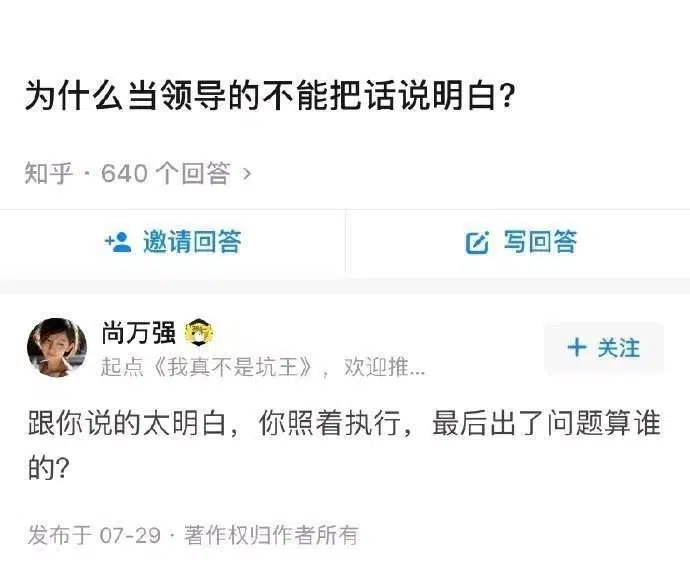 为什么当领导的不能把话说明白?
知乎 · 640 个回答 >
邀请回答
写回答
尚万强
+ 关注
起点《我真不是坑王》，欢迎推...
跟你说的太明白，你照着执行，最后出了问题算谁
的?
发布于 07-29 · 著作权归作者所有